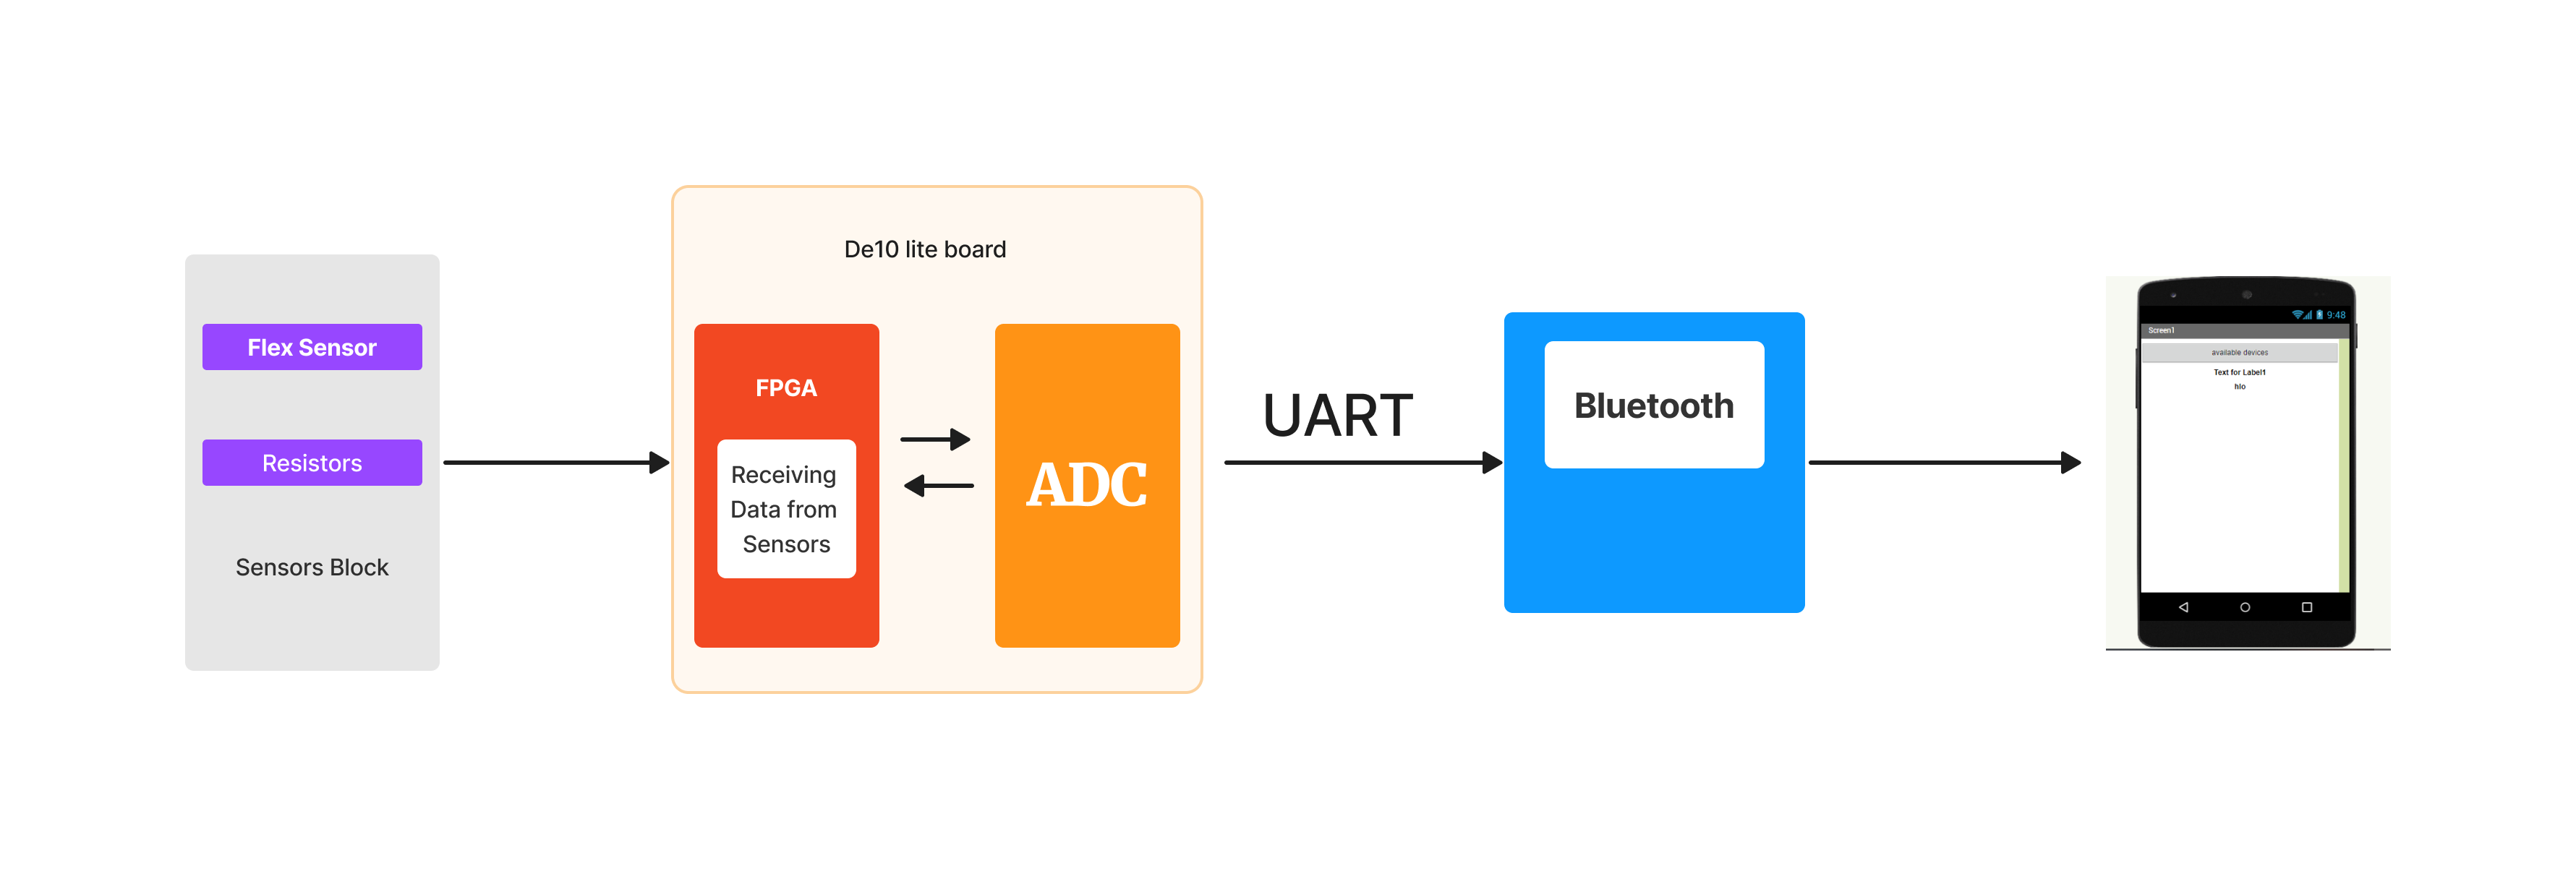 Flex Sensor
Resistors
Sensors Block
De10 lite board
FPGA
Receiving
Data from
Sensors
ADC
UART
Bluetooth
9:48
Screen1
available devices
Text for Label1
hlo